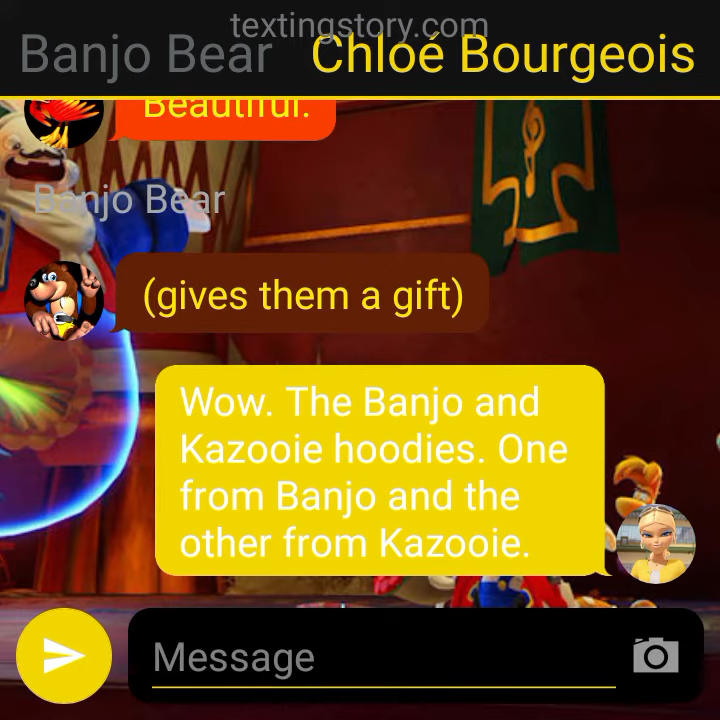 textingstory.com
Banjo Bear Chloé Bourgeois
Beautiful.
Banjo Bear
(gives them a gift)
Wow. The Banjo and
Kazooie hoodies. One
from Banjo and the
other from Kazooie.
Message